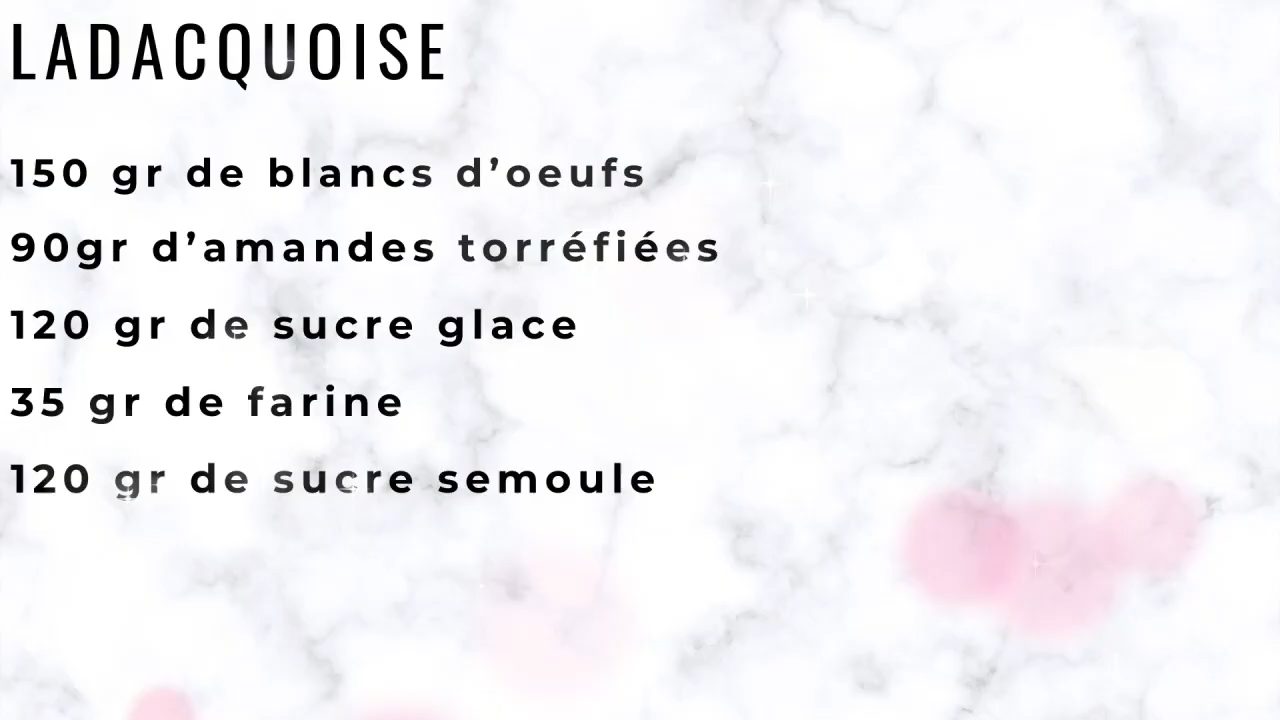 LADACQUOISE
150 gr de blancs d’oeufs
90gr d’amandes torréfiées
120 gr de sucre glace
35 gr de farine
120 gr de sucre semoule